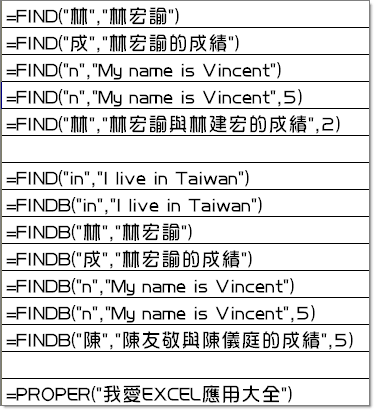 =FIND("林","林宏諭")
=FIND("成","林宏諭的成績")
=FIND("n","My name is Vincent")
=FIND("n","My name is Vincent",5)
=FIND("林","林宏諭與林建宏的成績",2)
=FIND("in","I live in Taiwan")
=FINDB("in","I live in Taiwan")
=FINDB("林","林宏諭")
=FINDB("成","林宏諭的成績")
=FINDB("n","My name is Vincent")
=FINDB("n","My name is Vincent",5)
=FINDB("陳","陳友敬與陳儀庭的成績",5)
=PROPER("我愛EXCEL應用大全")